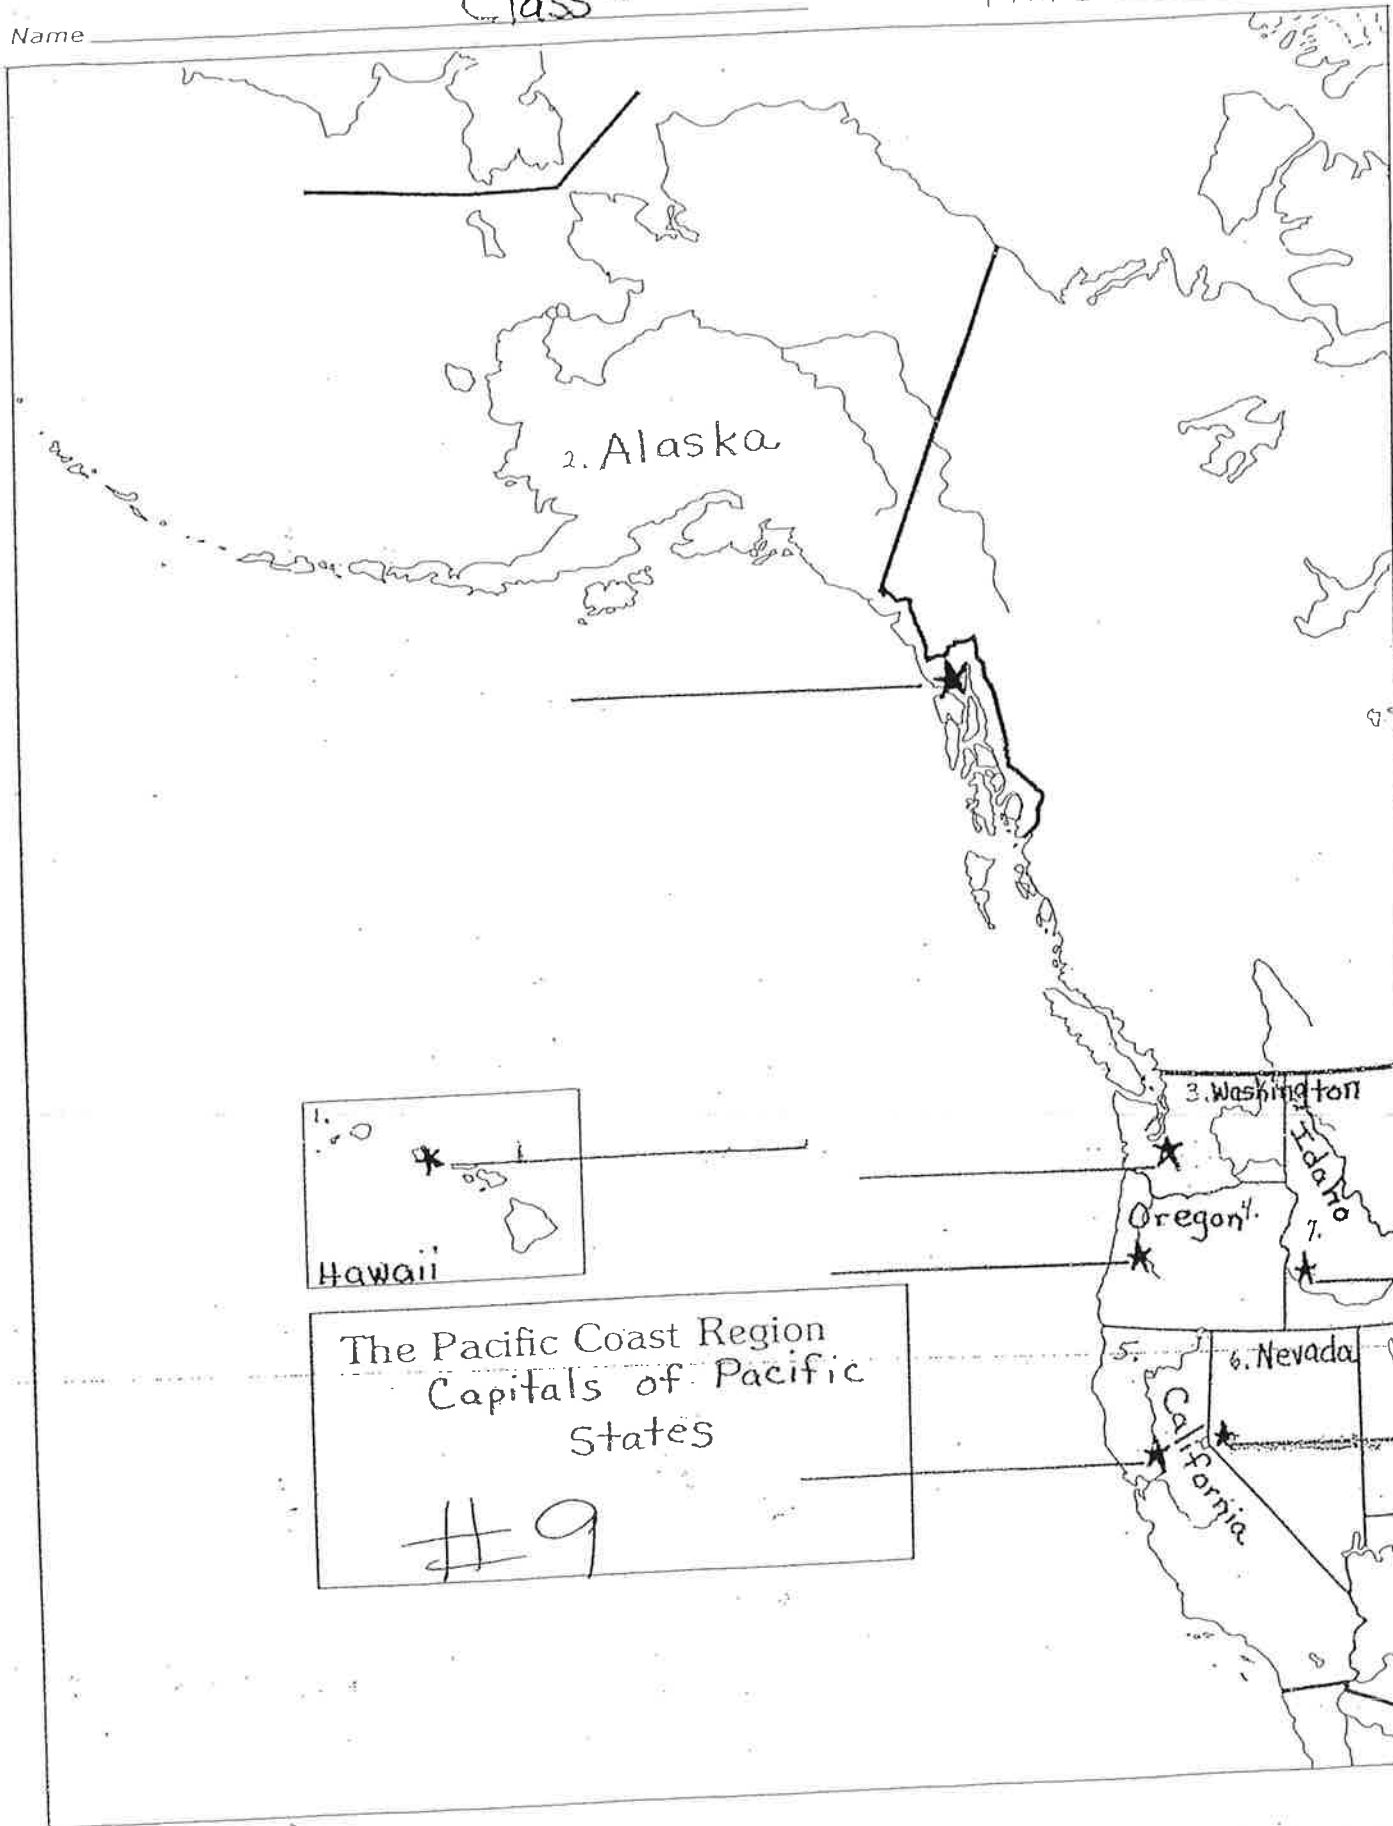 Class
Name
2. Alaska
3. Washington
Idaho
7.
Oregon 4.
1.
Hawaii
5.
California
6. Nevada
The Pacific Coast Region
Capitals of Pacific
States
#9